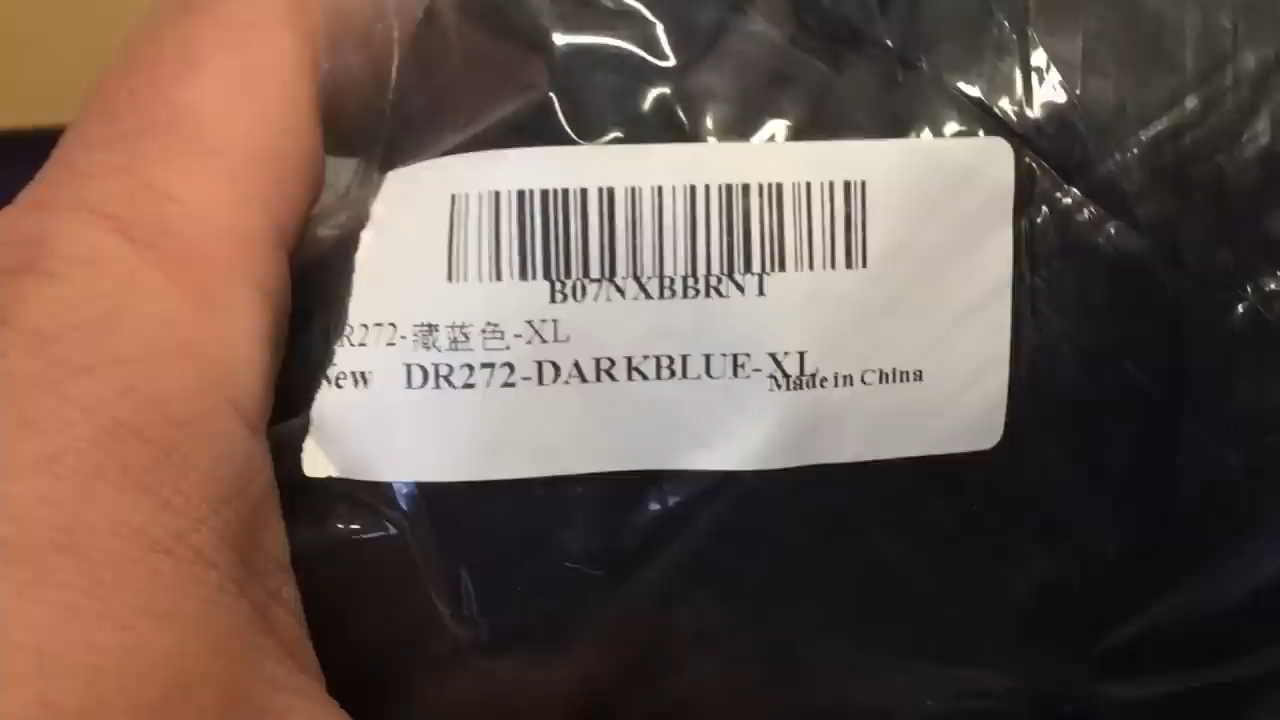 B07NXBBRNT
R272-藏蓝色-XL
New DR272-DARKBLUE-XL
Made in China